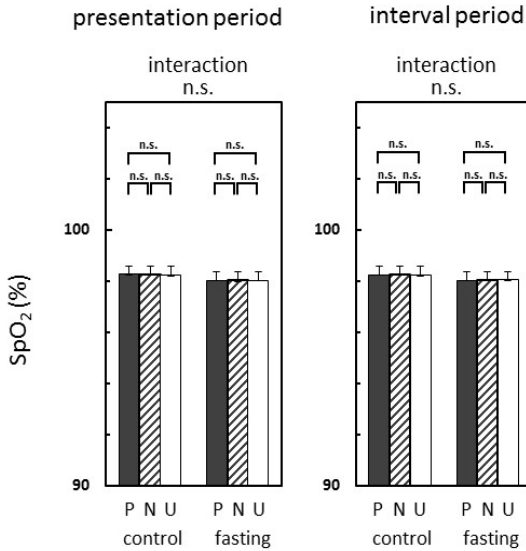 presentation period
interval period
interaction
n.s.
interaction
n.s.
n.s.
n.s.
n.s. n.s.
n.s. n.s.
n.s.
n.s.
n.s. n.s.
n.s. n.s.
100
100
SpO₂ (%)
90
90
P N U
P N U
P N U
P N U
control
fasting
control
fasting